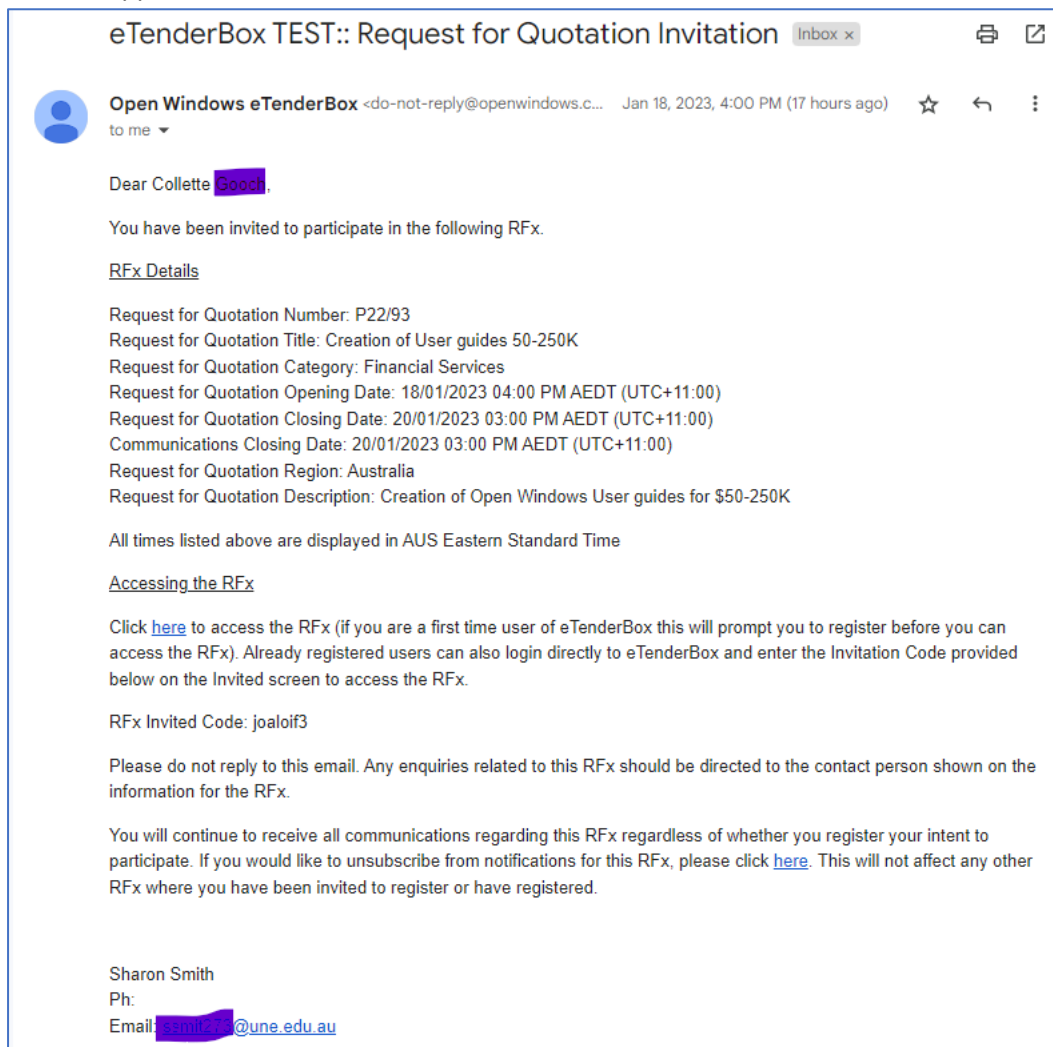 eTenderBox TEST:: Request for Quotation Invitation Inbox ×
Open Windows eTenderBox <do-not-reply@openwindows.c... Jan 18, 2023, 4:00 PM (17 hours ago)
to me
Dear Collette ,
You have been invited to participate in the following RFx.
RFx Details
Request for Quotation Number: P22/93
Request for Quotation Title: Creation of User guides 50-250K
Request for Quotation Category: Financial Services
Request for Quotation Opening Date: 18/01/2023 04:00 PM AEDT (UTC+11:00)
Request for Quotation Closing Date: 20/01/2023 03:00 PM AEDT (UTC+11:00)
Communications Closing Date: 20/01/2023 03:00 PM AEDT (UTC+11:00)
Request for Quotation Region: Australia
Request for Quotation Description: Creation of Open Windows User guides for $50-250K
All times listed above are displayed in AUS Eastern Standard Time
Accessing the RFx
Click here to access the RFx (if you are a first time user of eTenderBox this will prompt you to register before you can
access the RFx). Already registered users can also login directly to eTenderBox and enter the Invitation Code provided
below on the Invited screen to access the RFx.
RFx Invited Code: joaloif3
Please do not reply to this email. Any enquiries related to this RFx should be directed to the contact person shown on the
information for the RFx.
You will continue to receive all communications regarding this RFx regardless of whether you register your intent to
participate. If you would like to unsubscribe from notifications for this RFx, please click here. This will not affect any other
RFx where you have been invited to register or have registered.
Sharon Smith
Ph:
Email: @une.edu.au